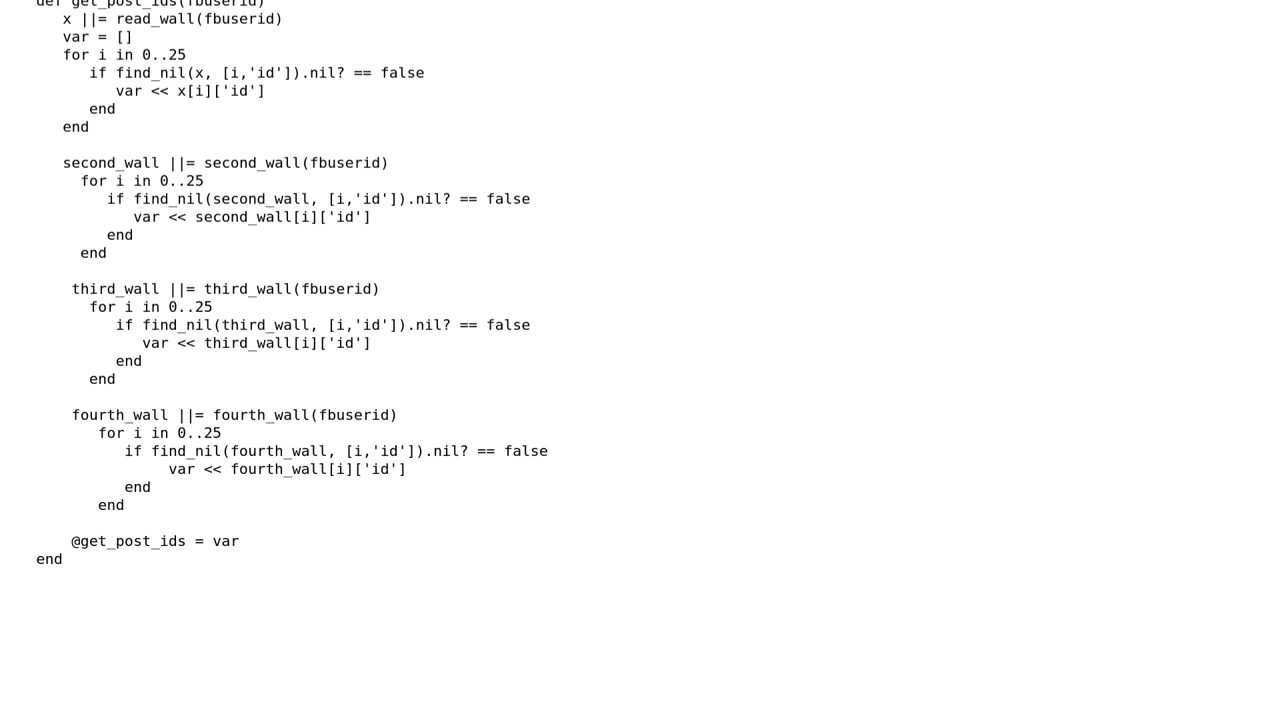 def get_post_ids(fbuserid)
   x ||= read_wall(fbuserid)
   var = []
   for i in 0..25
      if find_nil(x, [i,'id']).nil? == false
         var << x[i]['id']
      end
   end

   second_wall ||= second_wall(fbuserid)
     for i in 0..25
        if find_nil(second_wall, [i,'id']).nil? == false
           var << second_wall[i]['id']
        end
     end

    third_wall ||= third_wall(fbuserid)
      for i in 0..25
         if find_nil(third_wall, [i,'id']).nil? == false
            var << third_wall[i]['id']
         end
      end

    fourth_wall ||= fourth_wall(fbuserid)
       for i in 0..25
          if find_nil(fourth_wall, [i,'id']).nil? == false
               var << fourth_wall[i]['id']
          end
       end

    @get_post_ids = var
end